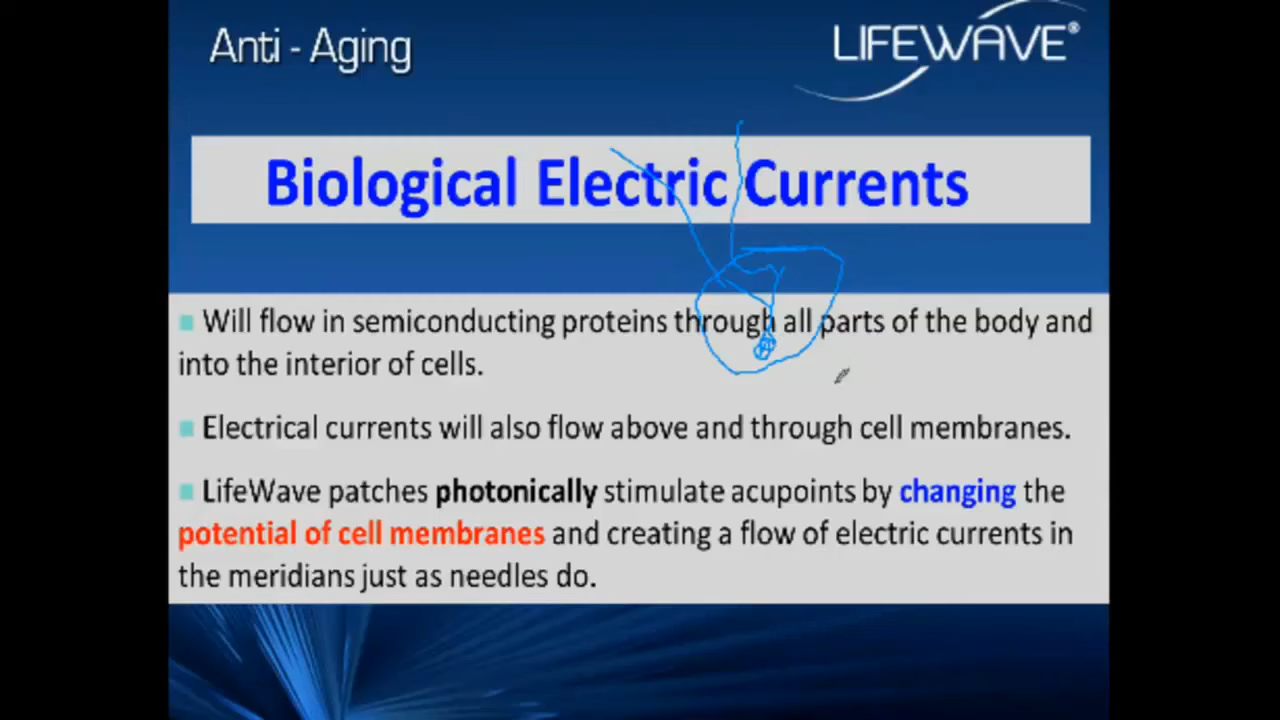 Anti - Aging
LIFEWAVE®
Biological Electric Currents
Will flow in semiconducting proteins through all parts of the body and
into the interior of cells.
Electrical currents will also flow above and through cell membranes.
LifeWave patches photonically stimulate acupoints by changing the
potential of cell membranes and creating a flow of electric currents in
the meridians just as needles do.